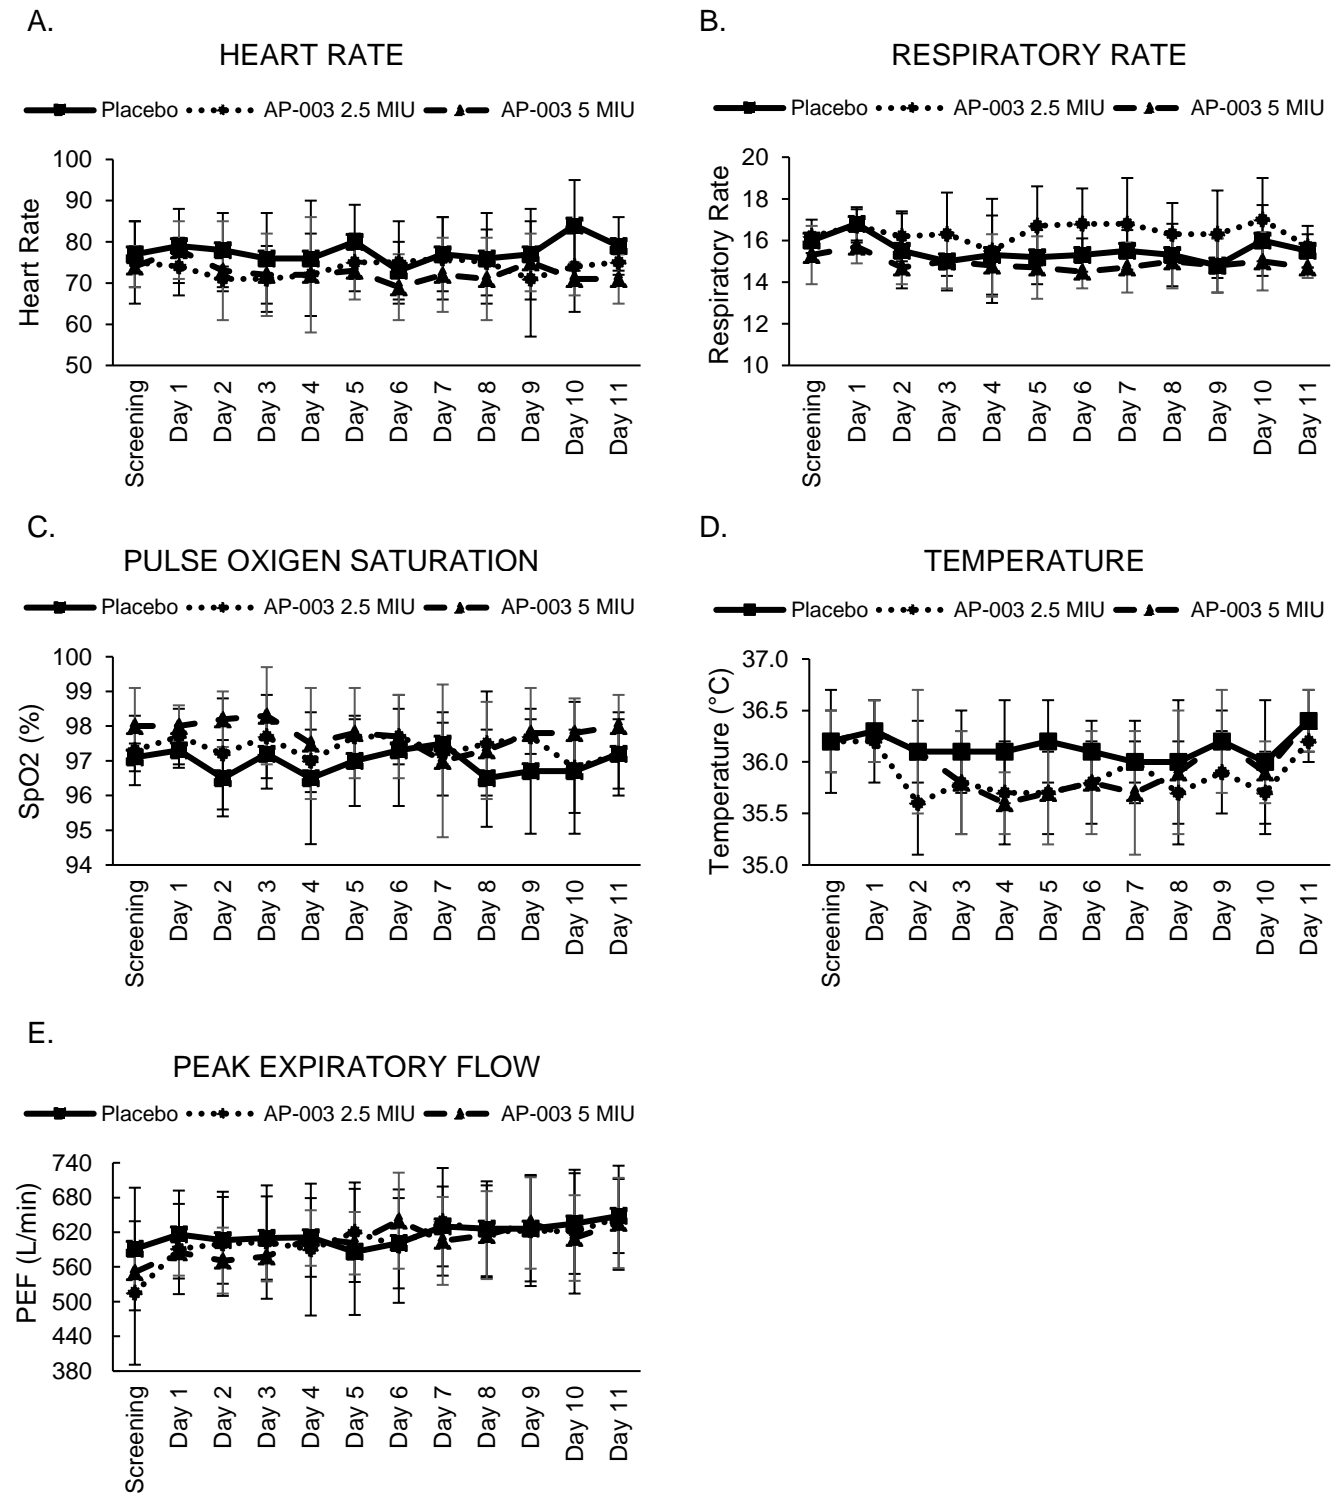 A.
HEART RATE
Placebo AP-003 2.5 MIU AP-003 5 MIU
Heart Rate
100
90
80
70
60
50
Screening Day 1 Day 2 Day 3 Day 4 Day 5 Day 6 Day 7 Day 8 Day 9 Day 10 Day 11
B.
RESPIRATORY RATE
Placebo AP-003 2.5 MIU AP-003 5 MIU
Respiratory Rate
20
18
16
14
12
10
Screening Day 1 Day 2 Day 3 Day 4 Day 5 Day 6 Day 7 Day 8 Day 9 Day 10 Day 11
C.
PULSE OXIGEN SATURATION
Placebo AP-003 2.5 MIU AP-003 5 MIU
SpO2 (%)
100
99
98
97
96
95
94
Screening Day 1 Day 2 Day 3 Day 4 Day 5 Day 6 Day 7 Day 8 Day 9 Day 10 Day 11
D.
TEMPERATURE
Placebo AP-003 2.5 MIU AP-003 5 MIU
Temperature (°C)
37.0
36.5
36.0
35.5
35.0
Screening Day 1 Day 2 Day 3 Day 4 Day 5 Day 6 Day 7 Day 8 Day 9 Day 10 Day 11
E.
PEAK EXPIRATORY FLOW
Placebo AP-003 2.5 MIU AP-003 5 MIU
PEF (L/min)
740
680
620
560
500
440
380
Screening Day 1 Day 2 Day 3 Day 4 Day 5 Day 6 Day 7 Day 8 Day 9 Day 10 Day 11